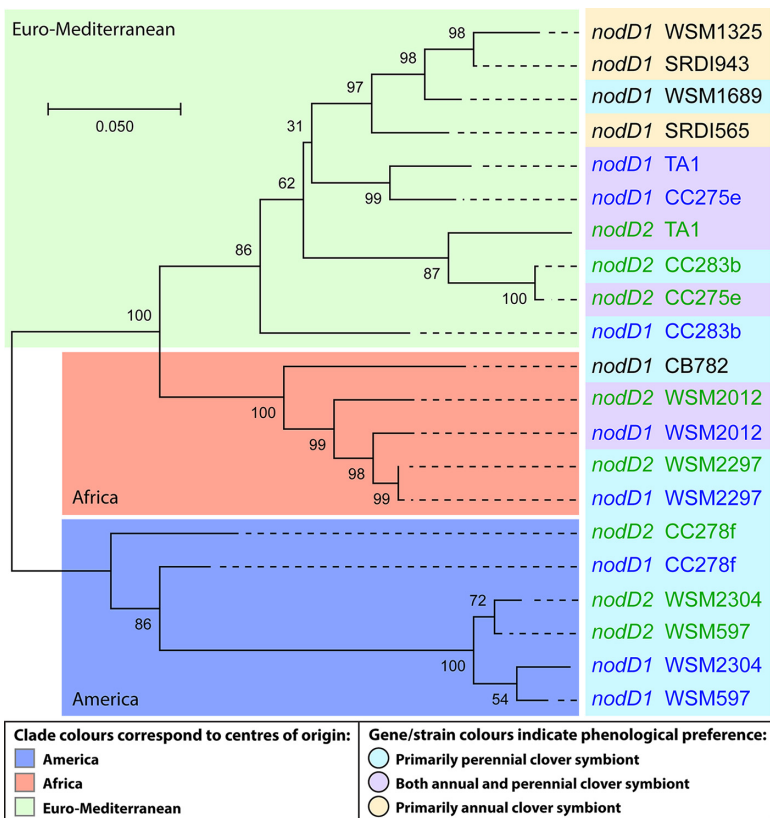 Euro-Mediterranean
0.050
98
98
97
31
99
62
87
100
86
100
100
99
98
99
Africa
86
72
100
54
America
nodD1 WSM1325
nodD1 SRDI943
nodD1 WSM1689
nodD1 SRDI565
nodD1 TA1
nodD1 CC275e
nodD2 TA1
nodD2 CC283b
nodD2 CC275e
nodD1 CC283b
nodD1 CB782
nodD2 WSM2012
nodD1 WSM2012
nodD2 WSM2297
nodD1 WSM2297
nodD2 CC278f
nodD1 CC278f
nodD2 WSM2304
nodD2 WSM597
nodD1 WSM2304
nodD1 WSM597
Clade colours correspond to centres of origin:
America
Africa
Euro-Mediterranean
Gene/strain colours indicate phenological preference:
Primarily perennial clover symbiont
Both annual and perennial clover symbiont
Primarily annual clover symbiont